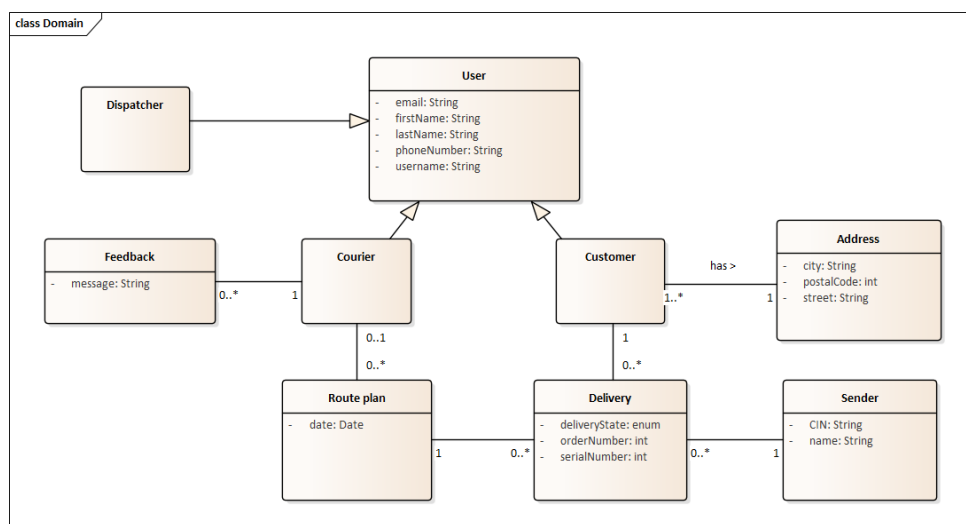 class Domain
User
- email: String
- firstName: String
- lastName: String
- phoneNumber: String
- username: String
Dispatcher
Feedback
- message: String
Courier
Customer
Address
- city: String
- postalCode: int
- street: String
has >
0..*
1
1..*
1
0..1
0..*
1
0..*
Route plan
- date: Date
Delivery
- deliveryState: enum
- orderNumber: int
- serialNumber: int
Sender
- CIN: String
- name: String
1
0..*
0..*
1